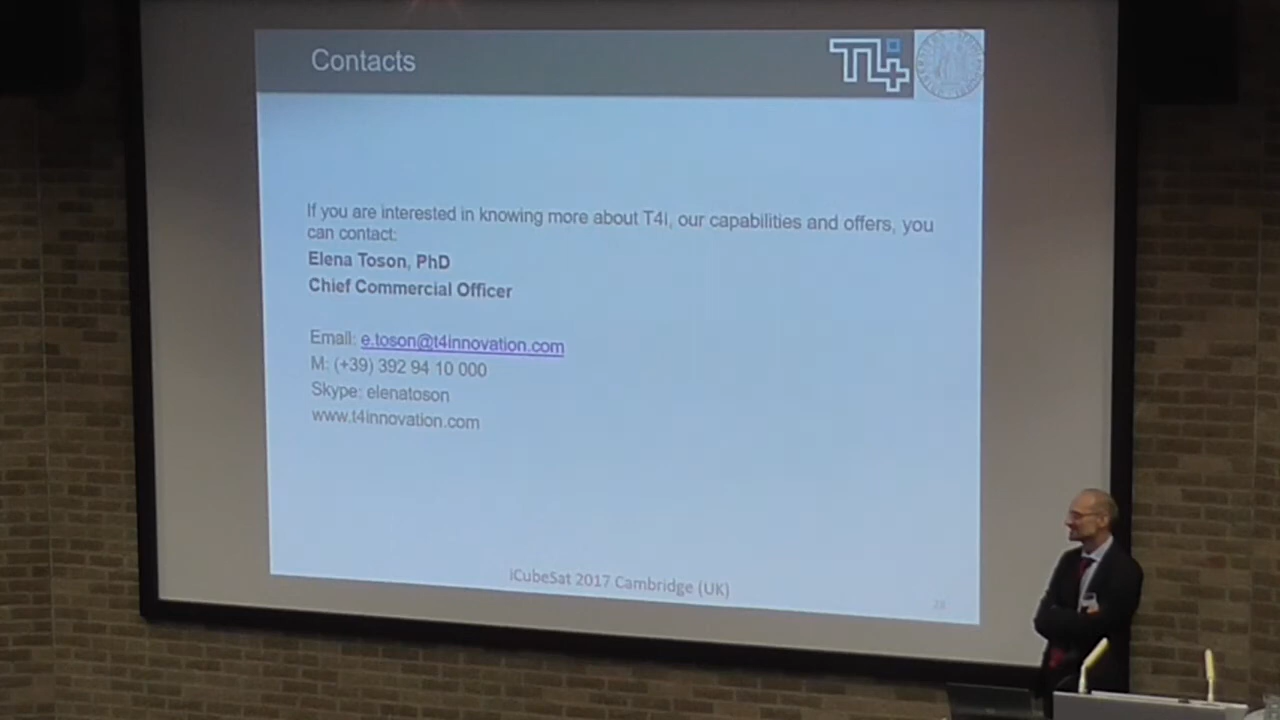 Contacts
T4i
If you are interested in knowing more about T4i, our capabilities and offers, you
can contact:
Elena Toson, PhD
Chief Commercial Officer
Email: e.toson@t4innovation.com
M: (+39) 392 94 10 000
Skype: elenatoson
www.t4innovation.com
iCubeSat 2017 Cambridge (UK)